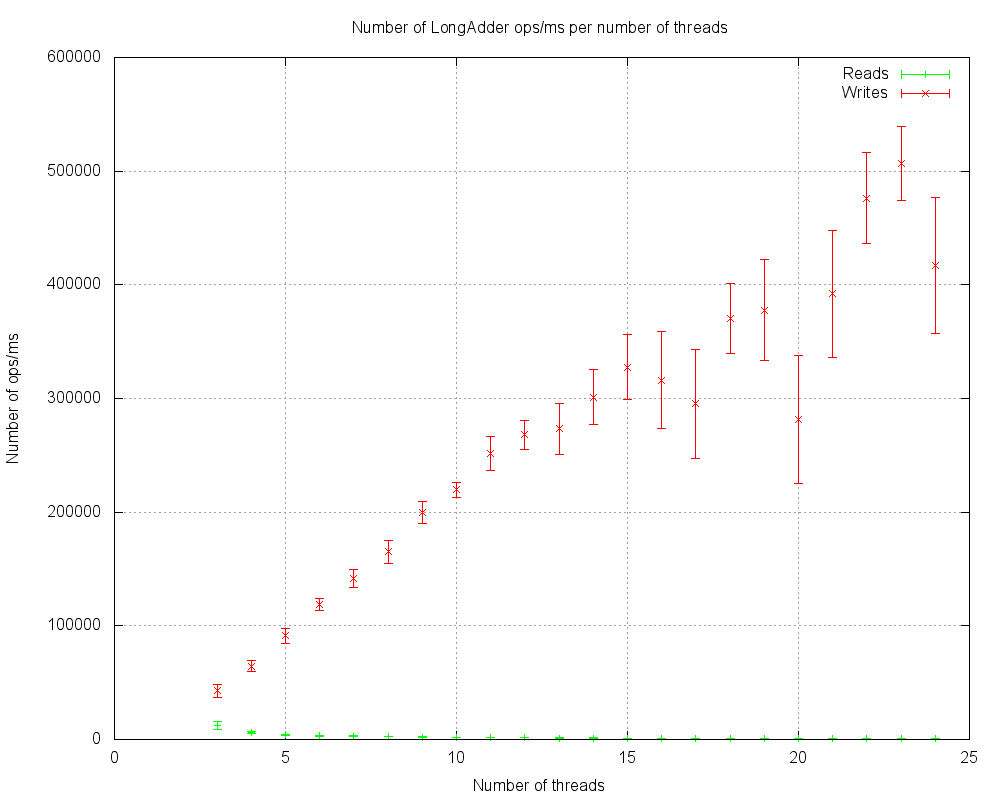 Number of LongAdder ops/ms per number of threads
600000
500000
400000
300000
200000
100000
0
Number of ops/ms
Reads
Writes
0 5 10 15 20 25
Number of threads